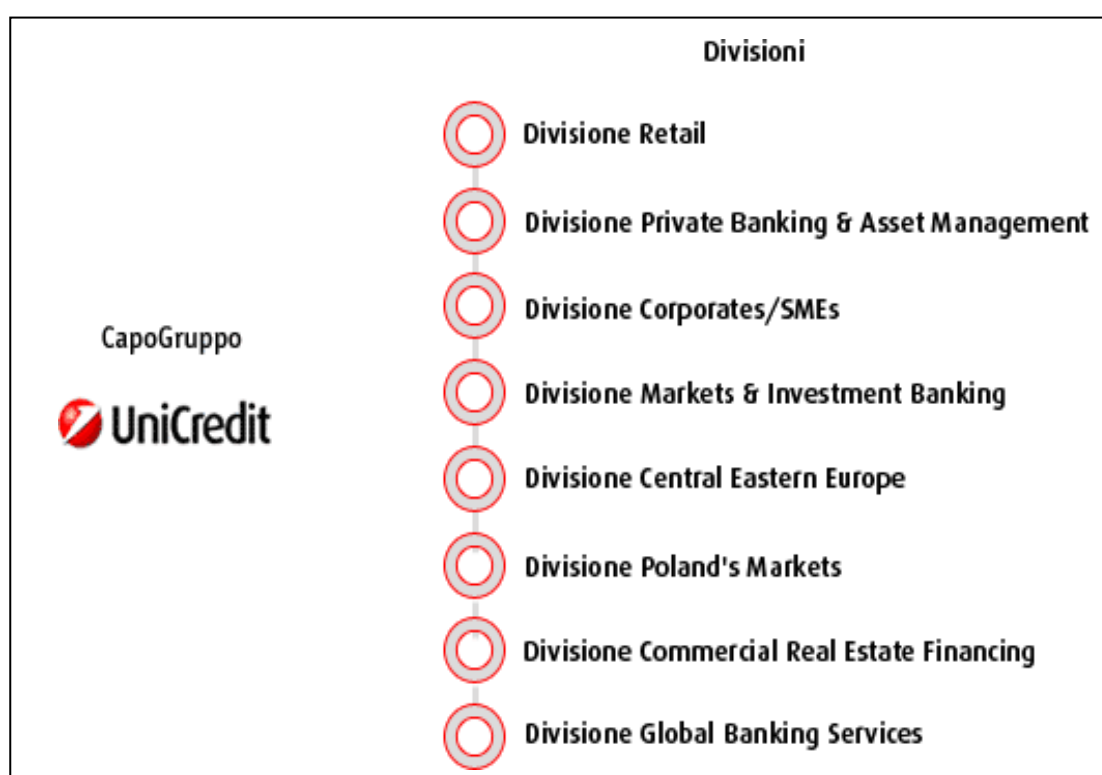 Divisioni
Divisione Retail
Divisione Private Banking & Asset Management
Divisione Corporates/SMEs
CapoGruppo
Divisione Markets & Investment Banking
UniCredit
Divisione Central Eastern Europe
Divisione Poland's Markets
Divisione Commercial Real Estate Financing
Divisione Global Banking Services